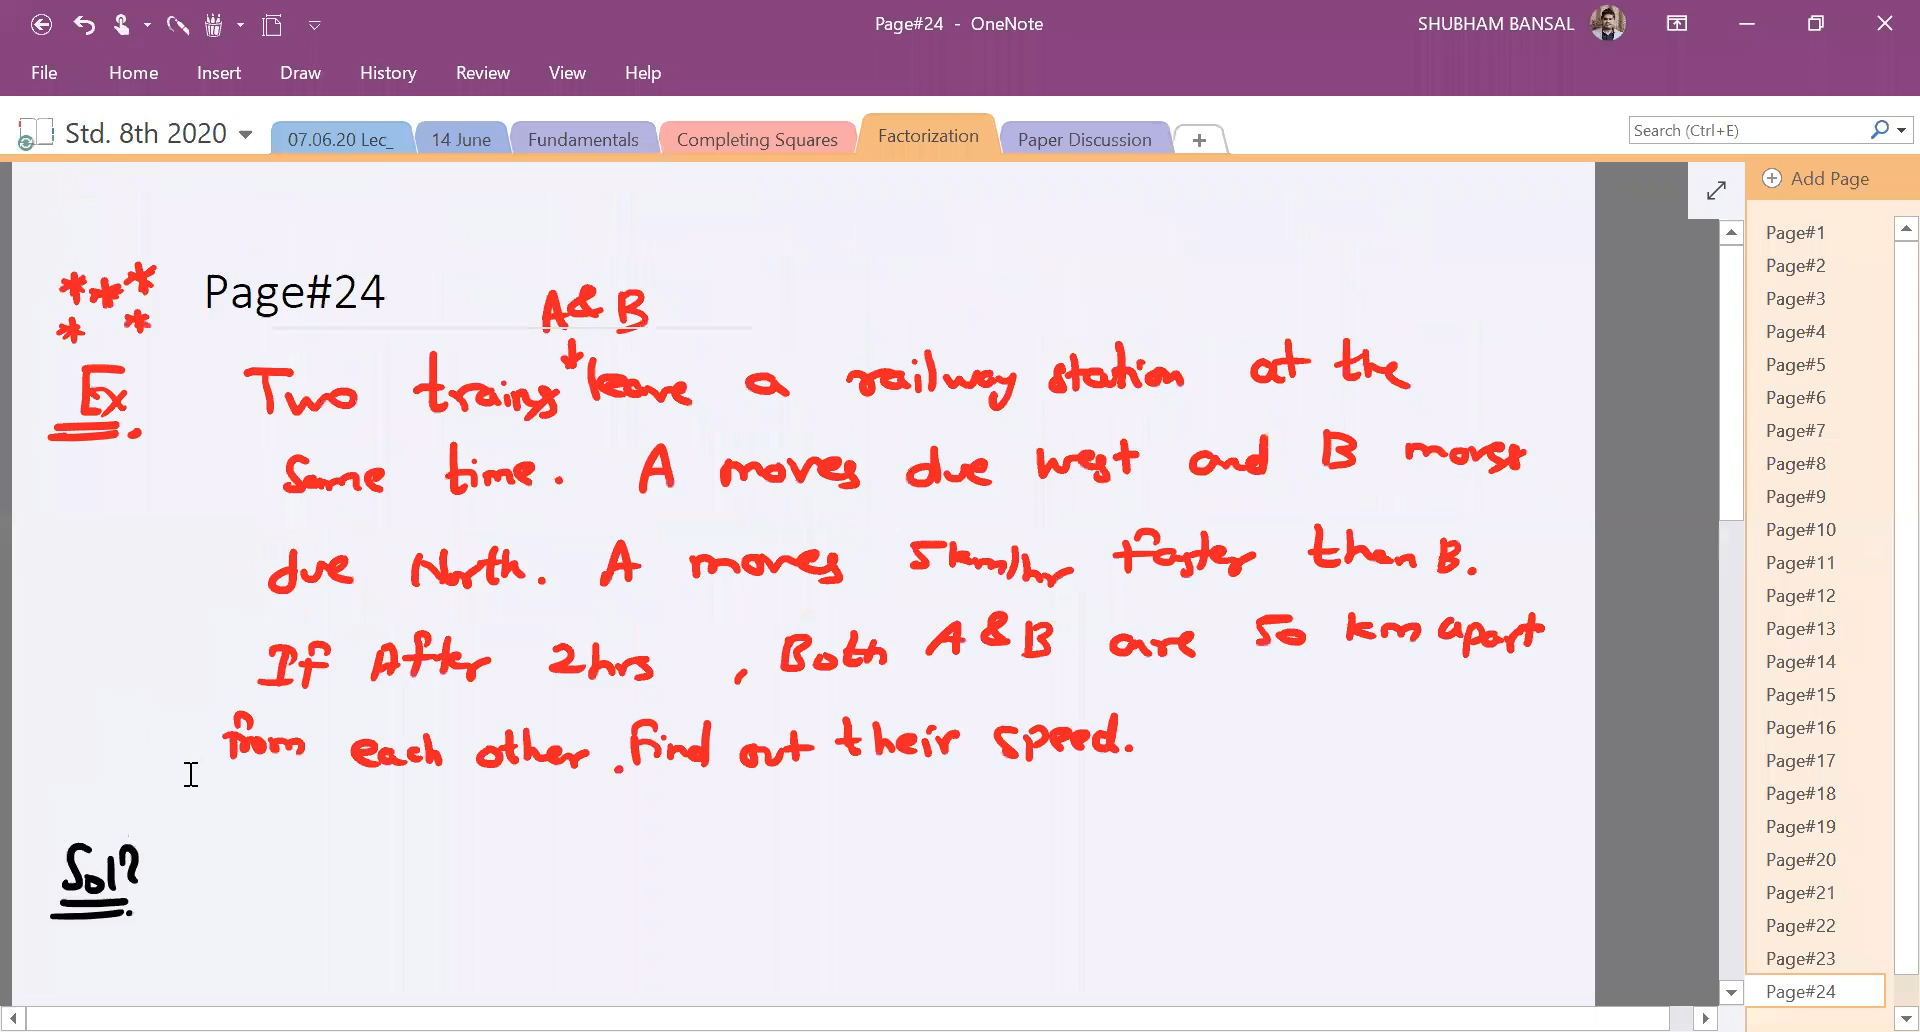 Page#24 - OneNote
SHUBHAM BANSAL
File Home Insert Draw History Review View Help
Std. 8th 2020
07.06.20 Lec_
14 June
Fundamentals
Completing Squares
Factorization
Paper Discussion
+
Search (Ctrl+E)
Add Page
Page#1
Page#2
Page#3
Page#4
Page#5
Page#6
Page#7
Page#8
Page#9
Page#10
Page#11
Page#12
Page#13
Page#14
Page#15
Page#16
Page#17
Page#18
Page#19
Page#20
Page#21
Page#22
Page#23
Page#24
Page#24
A & B
Ex. Two trains leave a railway station at the
same time. A moves due west and B moves
due North. A moves 5km/hr faster than B.
If After 2hrs, Both A & B are 50 km apart
from each other. find out their speed.
Sol?